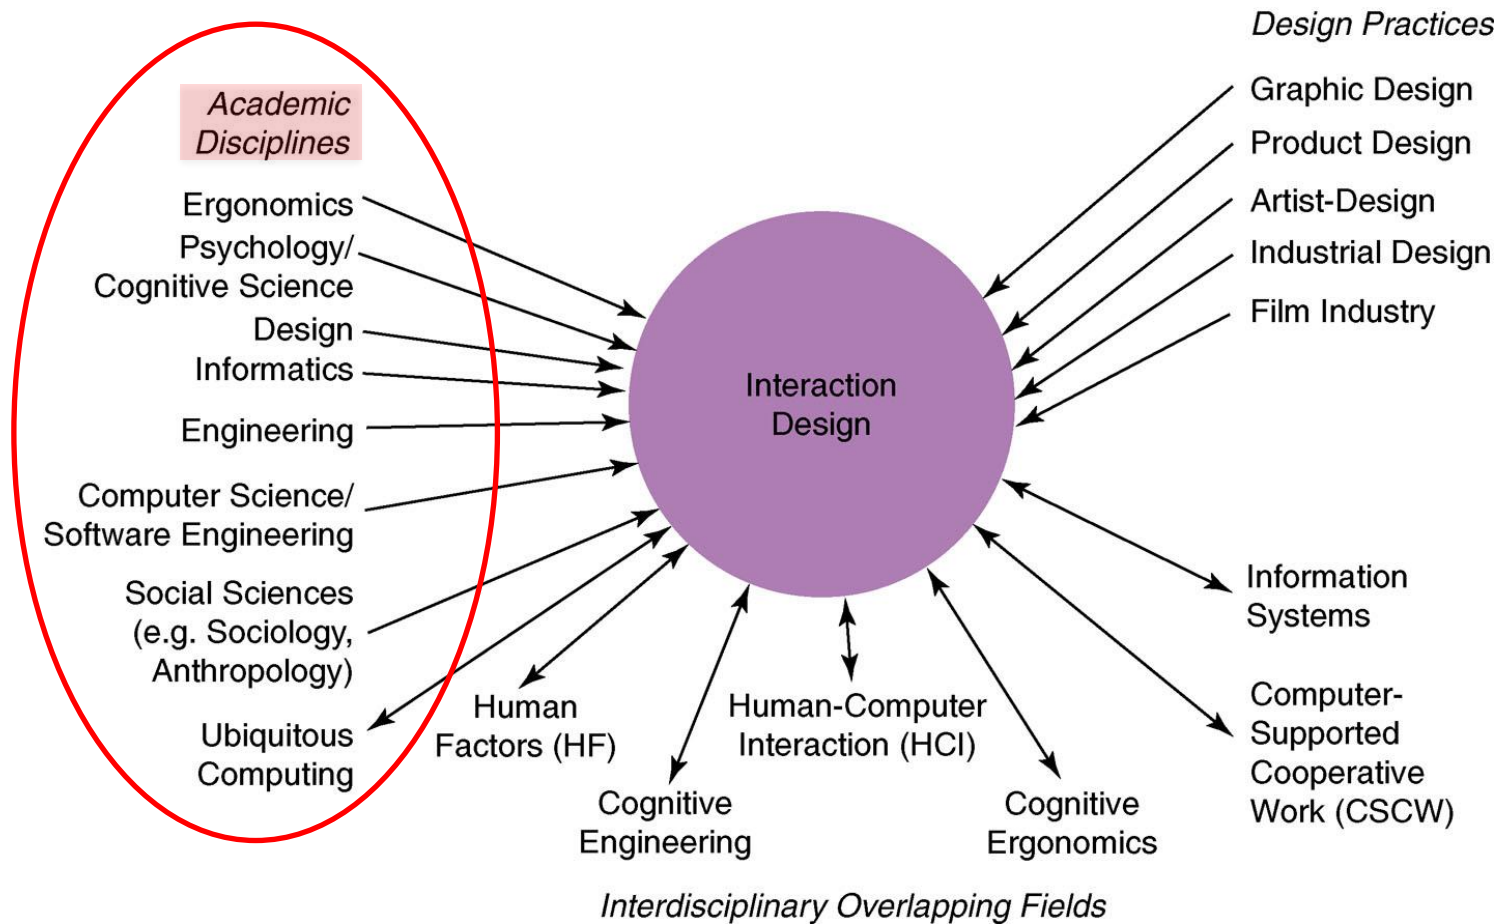 Academic
Disciplines
Ergonomics
Psychology/
Cognitive Science
Design
Informatics
Engineering
Computer Science/
Software Engineering
Social Sciences
(e.g. Sociology,
Anthropology)
Ubiquitous
Computing
Design Practices
Graphic Design
Product Design
Artist-Design
Industrial Design
Film Industry
Interaction
Design
Human
Factors (HF)
Cognitive
Engineering
Human-Computer
Interaction (HCI)
Cognitive
Ergonomics
Information
Systems
Computer-
Supported
Cooperative
Work (CSCW)
Interdisciplinary Overlapping Fields